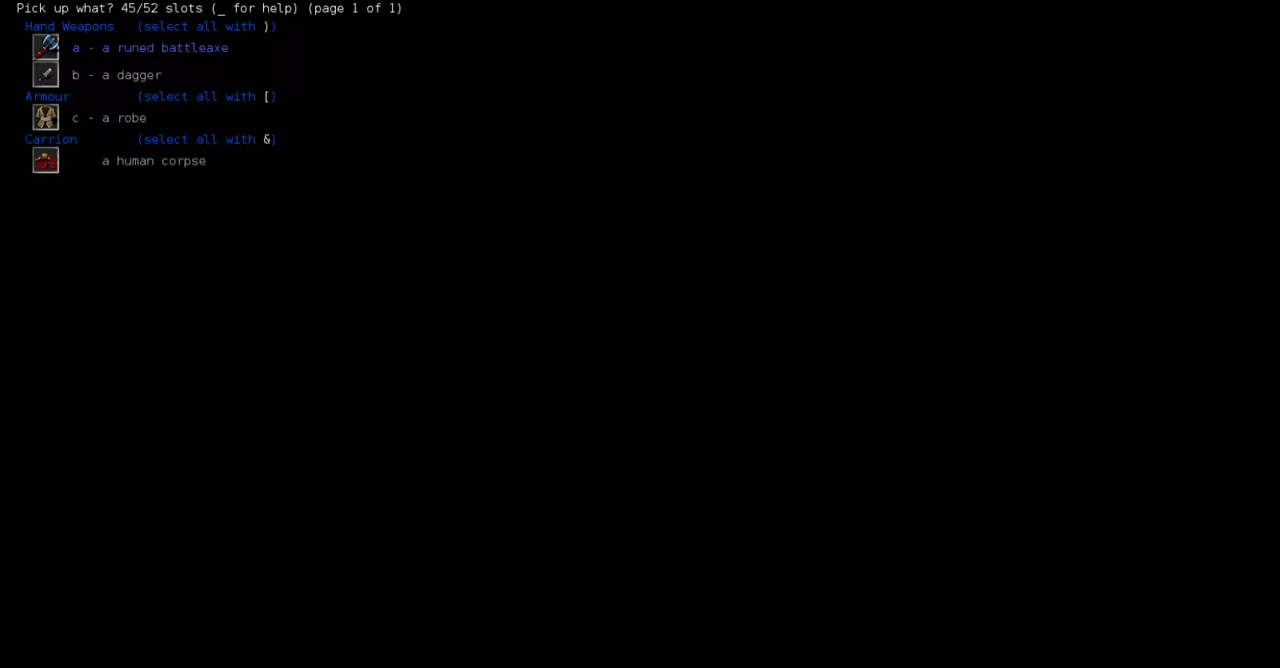 Pick up what? 45/52 slots (_ for help) (page 1 of 1)
Hand Weapons (select all with ))
a - a runed battleaxe
b - a dagger
Armour (select all with [)
c - a robe
Carrion (select all with &)
a human corpse